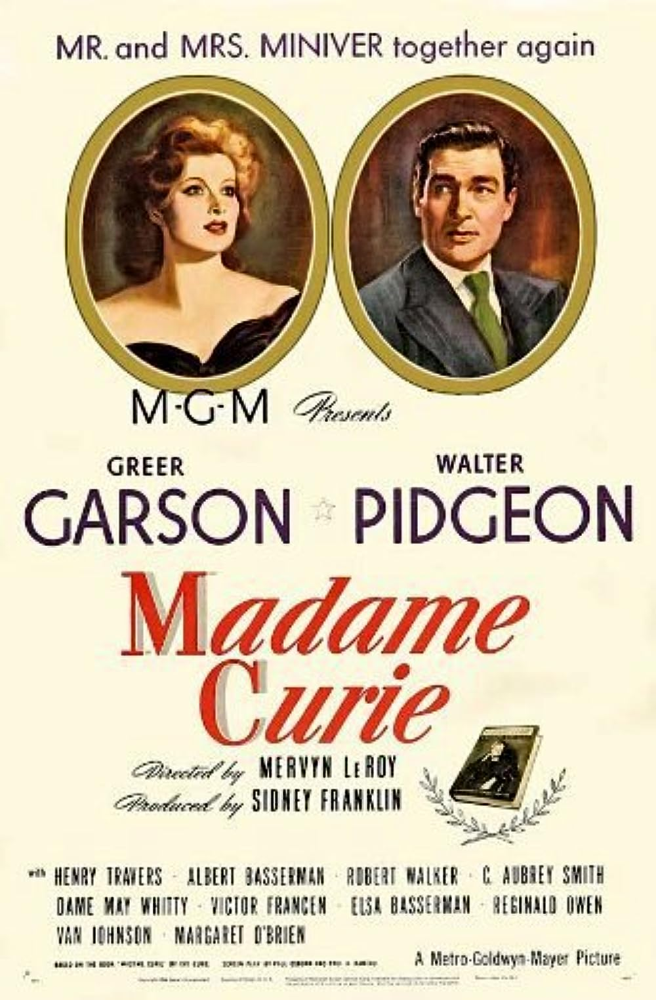 MR. and MRS. MINIVER together again
M-G-M Presents
GREER GARSON
WALTER PIDGEON
Madame
Curie
Directed by MERVYN LeROY
Produced by SIDNEY FRANKLIN
with HENRY TRAVERS · ALBERT BASSERMAN · ROBERT WALKER · C. AUBREY SMITH
DAME MAY WHITTY · VICTOR FRANCEN · ELSA BASSERMAN · REGINALD OWEN
VAN JOHNSON · MARGARET O'BRIEN
BASED ON THE BOOK "MADAME CURIE" BY EVE CURIE SCREEN PLAY BY PAUL OSBORN AND PAUL H. RAMEAU
A Metro-Goldwyn-Mayer Picture